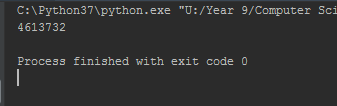 C:\Python37\python.exe "U:/Year 9/Computer Sci
4613732
Process finished with exit code 0